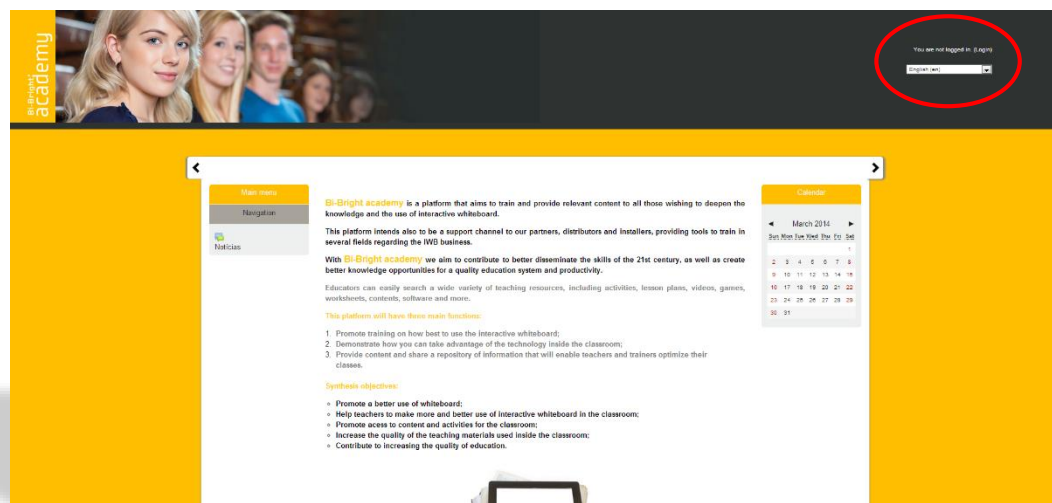 Bi-Bright
academy
You are not logged in. (Login)
English (en)
Main menu
Navigation
Notícias
Bi-Bright academy is a platform that aims to train and provide relevant content to all those wishing to deepen the
knowledge and the use of interactive whiteboard.
This platform intends also to be a support channel to our partners, distributors and installers, providing tools to train in
several fields regarding the IWB business.
With Bi-Bright academy we aim to contribute to better disseminate the skills of the 21st century, as well as create
better knowledge opportunities for a quality education system and productivity.
Educators can easily search a wide variety of teaching resources, including activities, lesson plans, videos, games,
worksheets, contents, software and more.
This platform will have three main functions:
1. Promote training on how best to use the interactive whiteboard;
2. Demonstrate how you can take advantage of the technology inside the classroom;
3. Provide content and share a repository of information that will enable teachers and trainers optimize their
classes.
Synthesis objectives:
Promote a better use of whiteboard;
Help teachers to make more and better use of interactive whiteboard in the classroom;
Promote acess to content and activities for the classroom;
Increase the quality of the teaching materials used inside the classroom;
Contribute to increasing the quality of education.
Calendar
◄ March 2014 ►
Sun Mon Tue Wed Thu Fri Sat
1
2 3 4 5 6 7 8
9 10 11 12 13 14 15
16 17 18 19 20 21 22
23 24 25 26 27 28 29
30 31